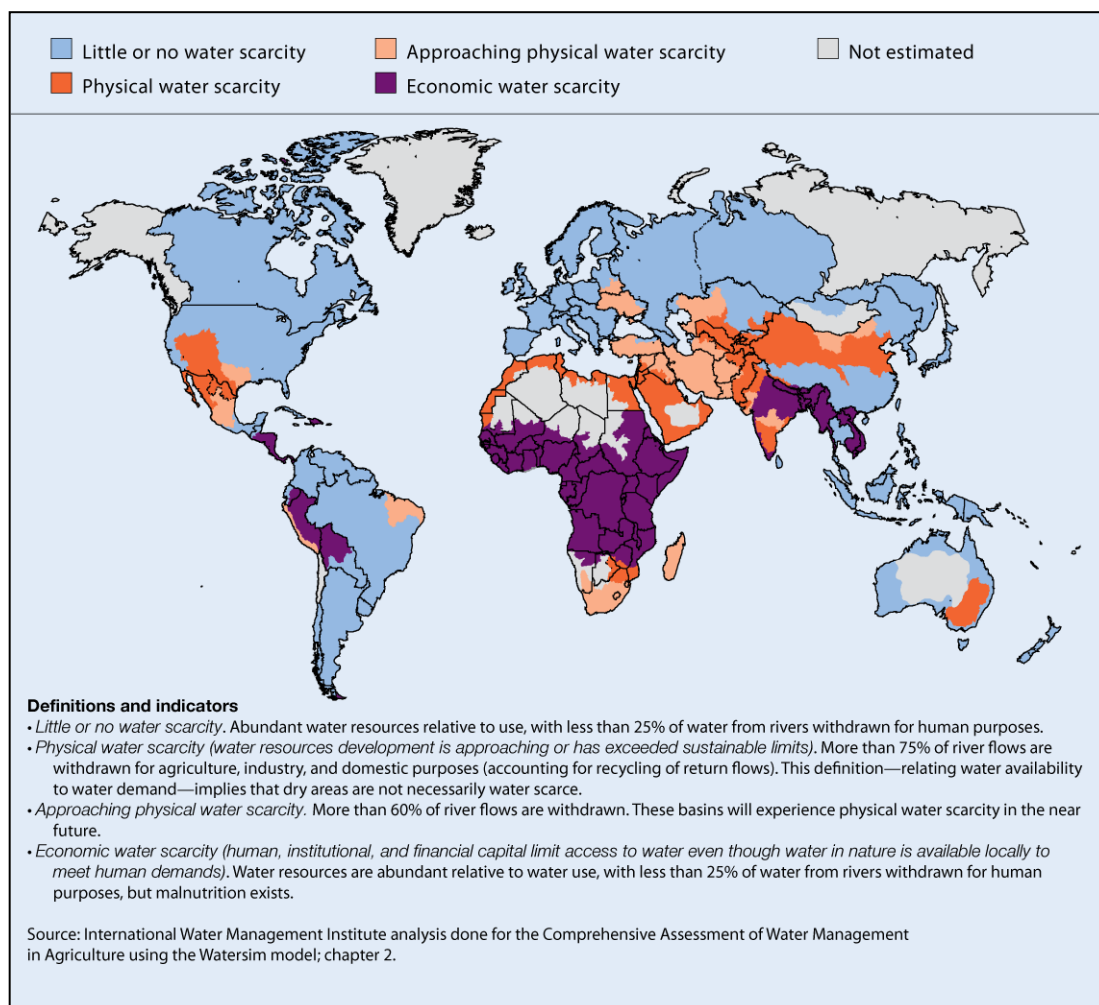 Little or no water scarcity
Approaching physical water scarcity
Not estimated
Physical water scarcity
Economic water scarcity
Definitions and indicators
• Little or no water scarcity. Abundant water resources relative to use, with less than 25% of water from rivers withdrawn for human purposes.
• Physical water scarcity (water resources development is approaching or has exceeded sustainable limits). More than 75% of river flows are
withdrawn for agriculture, industry, and domestic purposes (accounting for recycling of return flows). This definition—relating water availability
to water demand—implies that dry areas are not necessarily water scarce.
• Approaching physical water scarcity. More than 60% of river flows are withdrawn. These basins will experience physical water scarcity in the near
future.
• Economic water scarcity (human, institutional, and financial capital limit access to water even though water in nature is available locally to
meet human demands). Water resources are abundant relative to water use, with less than 25% of water from rivers withdrawn for human
purposes, but malnutrition exists.
Source: International Water Management Institute analysis done for the Comprehensive Assessment of Water Management
in Agriculture using the Watersim model; chapter 2.